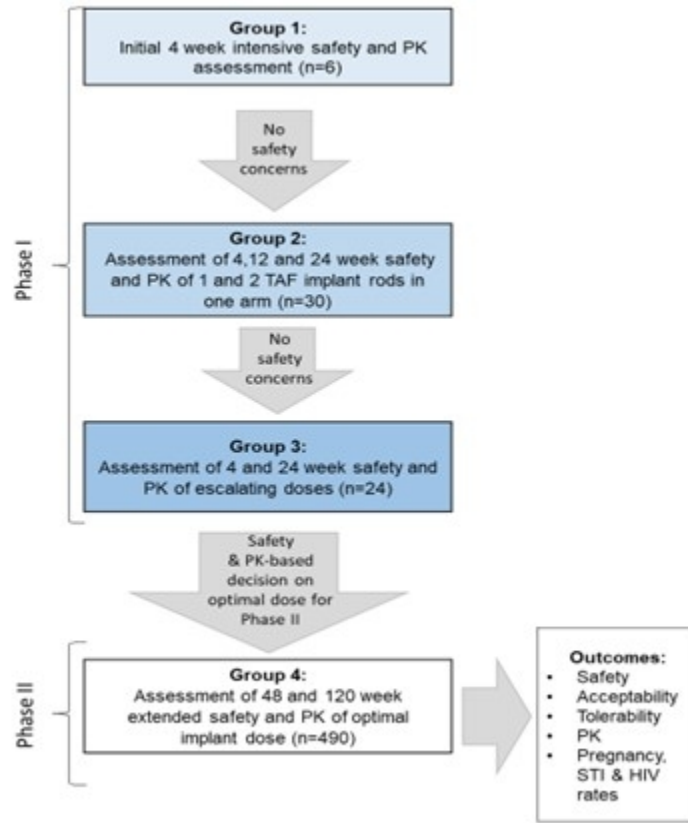 Group 1:
Initial 4 week intensive safety and PK
assessment (n=6)
No
safety
concerns
Phase I
Group 2:
Assessment of 4,12 and 24 week safety
and PK of 1 and 2 TAF implant rods in
one arm (n=30)
No
safety
concerns
Group 3:
Assessment of 4 and 24 week safety and
PK of escalating doses (n=24)
Safety
& PK-based
decision on
optimal dose for
Phase II
Phase II
Group 4:
Assessment of 48 and 120 week
extended safety and PK of optimal
implant dose (n=490)
Outcomes:
• Safety
• Acceptability
• Tolerability
• PK
• Pregnancy,
STI & HIV
rates